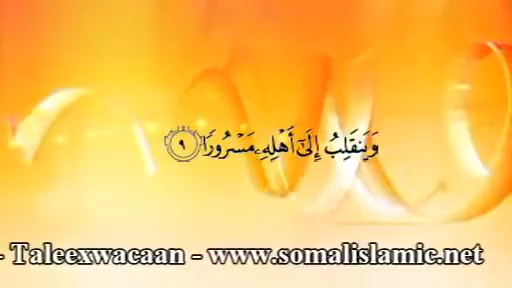 وَيَنقَلِبُ إِلَىٰٓ أَهْلِهِۦ مَسْرُورًا ٩
- Taleexwacaan - www.somalislamic.net